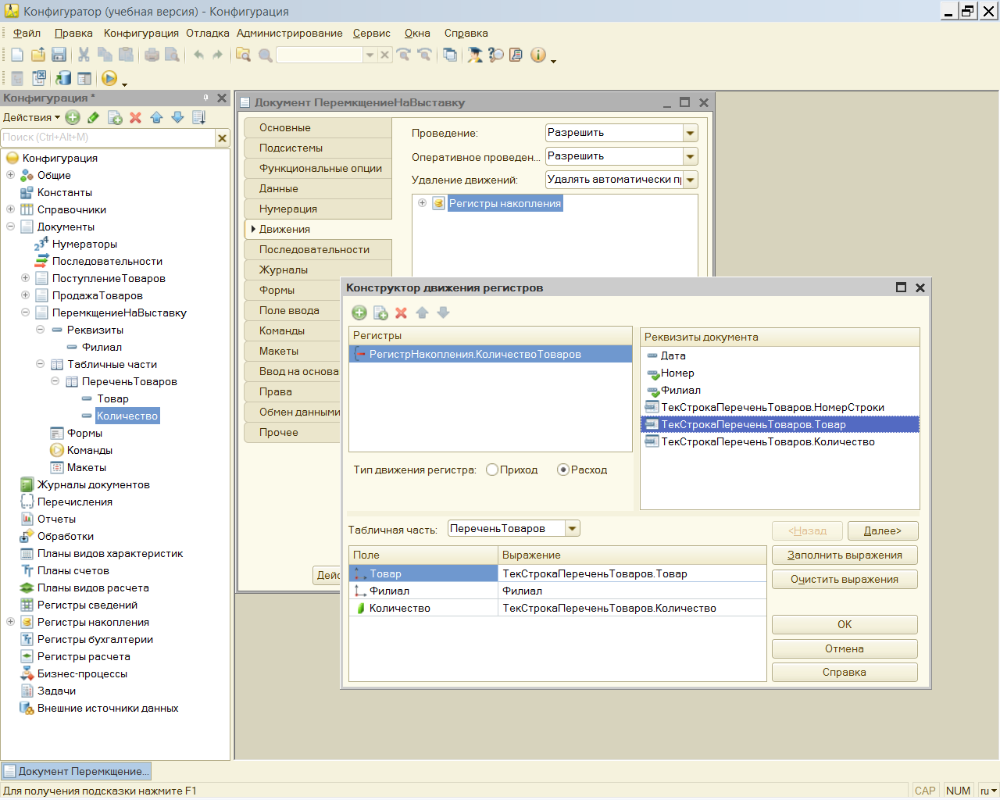 Конфигуратор (учебная версия) - Конфигурация
Файл Правка Конфигурация Отладка Администрирование Сервис Окна Справка
Конфигурация *
Действия
Поиск (Ctrl+Alt+M)
Конфигурация
Общие
Константы
Справочники
Документы
Нумераторы
Последовательности
ПоступлениеТоваров
ПродажаТоваров
ПеремкщениеНаВыставку
Реквизиты
Филиал
Табличные части
ПереченьТоваров
Товар
Количество
Формы
Команды
Макеты
Журналы документов
Перечисления
Отчеты
Обработки
Планы видов характеристик
Планы счетов
Планы видов расчета
Регистры сведений
Регистры накопления
Регистры бухгалтерии
Регистры расчета
Бизнес-процессы
Задачи
Внешние источники данных
Документ ПеремкщениеНаВыставку
Основные
Подсистемы
Функциональные опции
Данные
Нумерация
Движения
Последовательности
Журналы
Формы
Поле ввода
Команды
Макеты
Ввод на основа
Права
Обмен данными
Прочее
Проведение: Разрешить
Оперативное проведен... Разрешить
Удаление движений: Удалять автоматически пр
Регистры накопления
Дейс
Конструктор движения регистров
Регистры
РегистрНакопления.КоличествоТоваров
Реквизиты документа
Дата
Номер
Филиал
ТекСтрокаПереченьТоваров.НомерСтроки
ТекСтрокаПереченьТоваров.Товар
ТекСтрокаПереченьТоваров.Количество
Тип движения регистра: Приход Расход
Табличная часть: ПереченьТоваров
<Назад Далее>
Заполнить выражения
Очистить выражения
Поле Выражение
Товар ТекСтрокаПереченьТоваров.Товар
Филиал Филиал
Количество ТекСтрокаПереченьТоваров.Количество
OK
Отмена
Справка
Документ Перемкщение...
Для получения подсказки нажмите F1
CAP NUM ru